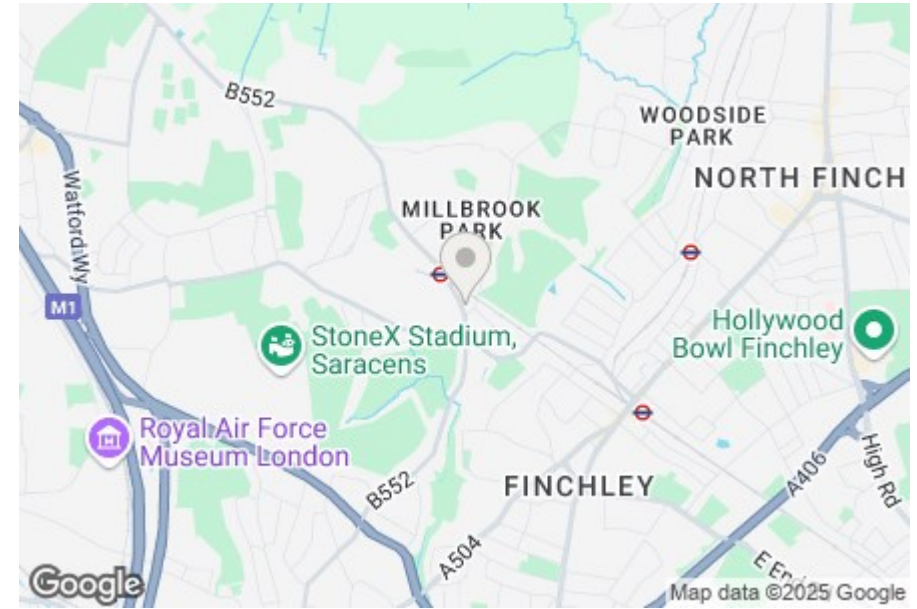 B552
WOODSIDE
PARK
NORTH FINCH
Watford Wy
MILLBROOK
PARK
M1
StoneX Stadium,
Saracens
Hollywood
Bowl Finchley
Royal Air Force
Museum London
High Rd
A406
FINCHLEY
B552
A504
E End
Google
Map data ©2025 Google